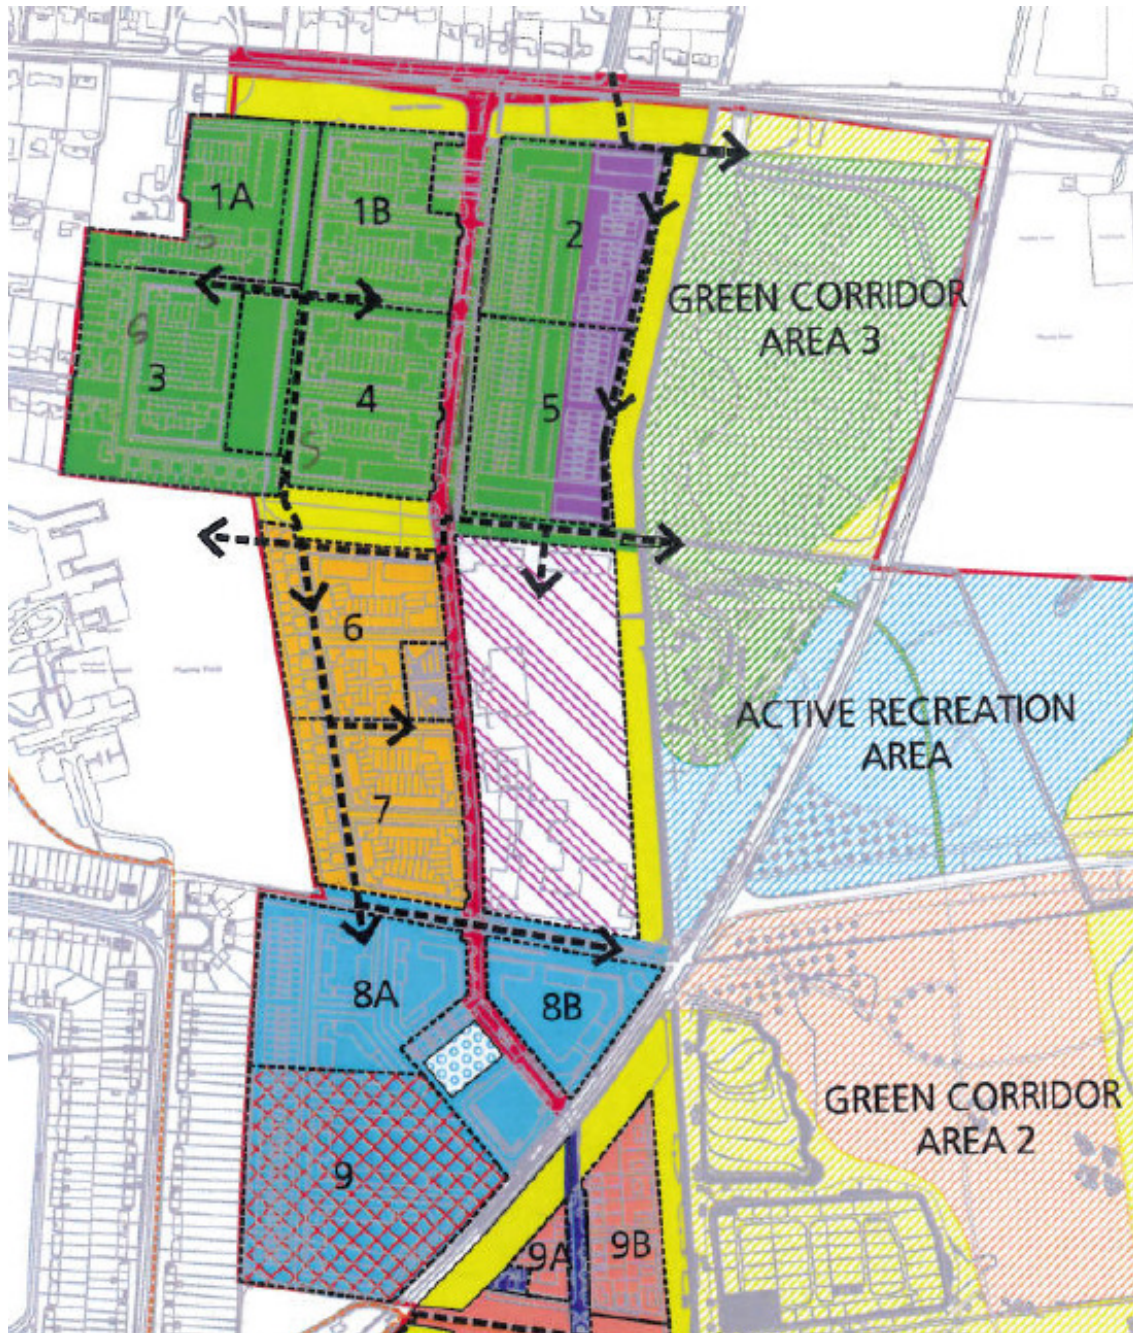 1A
1B
2
GREEN CORRIDOR
AREA 3
3
4
5
6
ACTIVE RECREATION
AREA
7
8A
8B
GREEN CORRIDOR
AREA 2
9
9A
9B